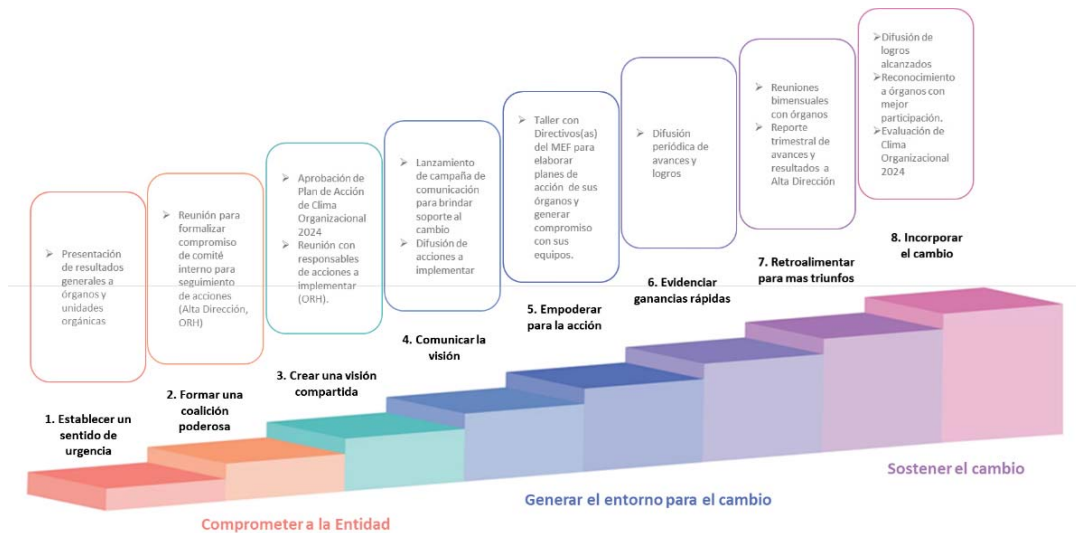 ➢ Presentación
de resultados
generales a
órganos y
unidades
orgánicas
1. Establecer un
sentido de
urgencia
➢ Reunión para
formalizar
compromiso
de comité
interno para
seguimiento
de acciones
(Alta Dirección,
ORH)
2. Formar una
coalición
poderosa
➢ Aprobación de
Plan de Acción
de Clima
Organizacional
2024
➢ Reunión con
responsables de
acciones a
implementar
(ORH).
3. Crear una visión
compartida
➢ Lanzamiento
de campaña de
comunicación
para brindar
soporte al
cambio
➢ Difusión de
acciones a
implementar
4. Comunicar la
visión
➢ Taller con
Directivos(as)
del MEF para
elaborar
planes de
acción de sus
órganos y
generar
compromiso
con sus
equipos.
5. Empoderar
para la acción
➢ Difusión
periódica de
avances y
logros
6. Evidenciar
ganancias rápidas
➢ Reuniones
bimensuales
con órganos
➢ Reporte
trimestral de
avances y
resultados a
Alta Dirección
7. Retroalimentar
para mas triunfos
➢Difusión de
logros
alcanzados
➢Reconocimiento
a órganos con
mejor
participación.
➢Evaluación de
Clima
Organizacional
2024
8. Incorporar
el cambio
Comprometer a la Entidad
Generar el entorno para el cambio
Sostener el cambio